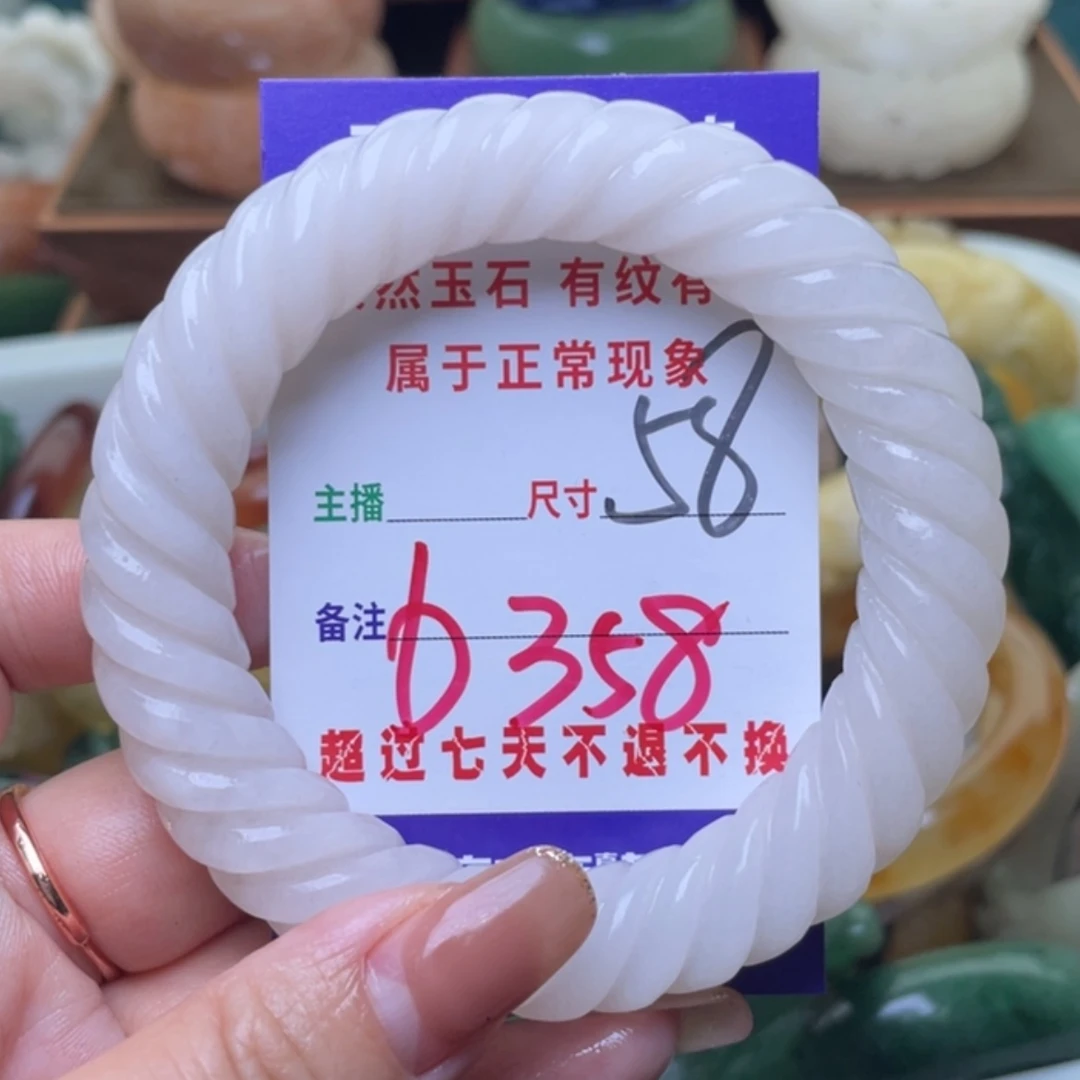 然玉石 有纹有
属于正常现象
主播 尺寸 58
备注 b 358
超过七天不退不换